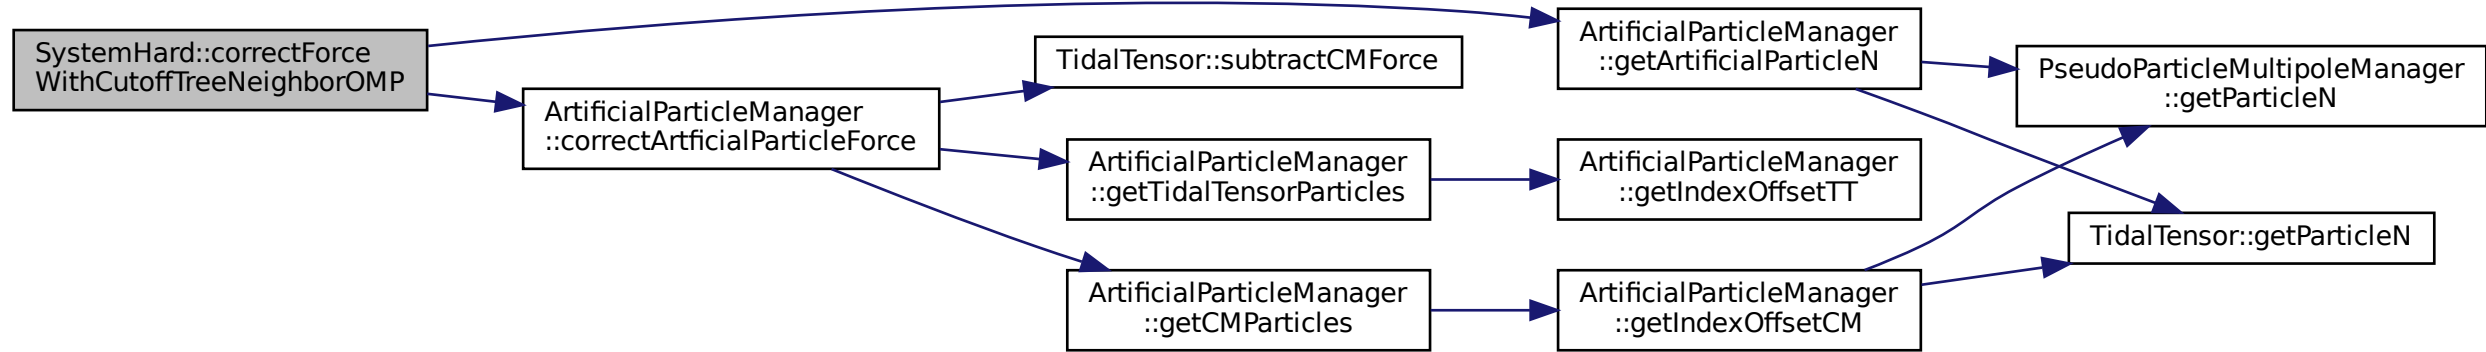 SystemHard::correctForce
WithCutoffTreeNeighborOMP
ArtificialParticleManager
::correctArtficialParticleForce
TidalTensor::subtractCMForce
ArtificialParticleManager
::getTidalTensorParticles
ArtificialParticleManager
::getCMParticles
ArtificialParticleManager
::getArtificialParticleN
ArtificialParticleManager
::getIndexOffsetTT
ArtificialParticleManager
::getIndexOffsetCM
PseudoParticleMultipoleManager
::getParticleN
TidalTensor::getParticleN